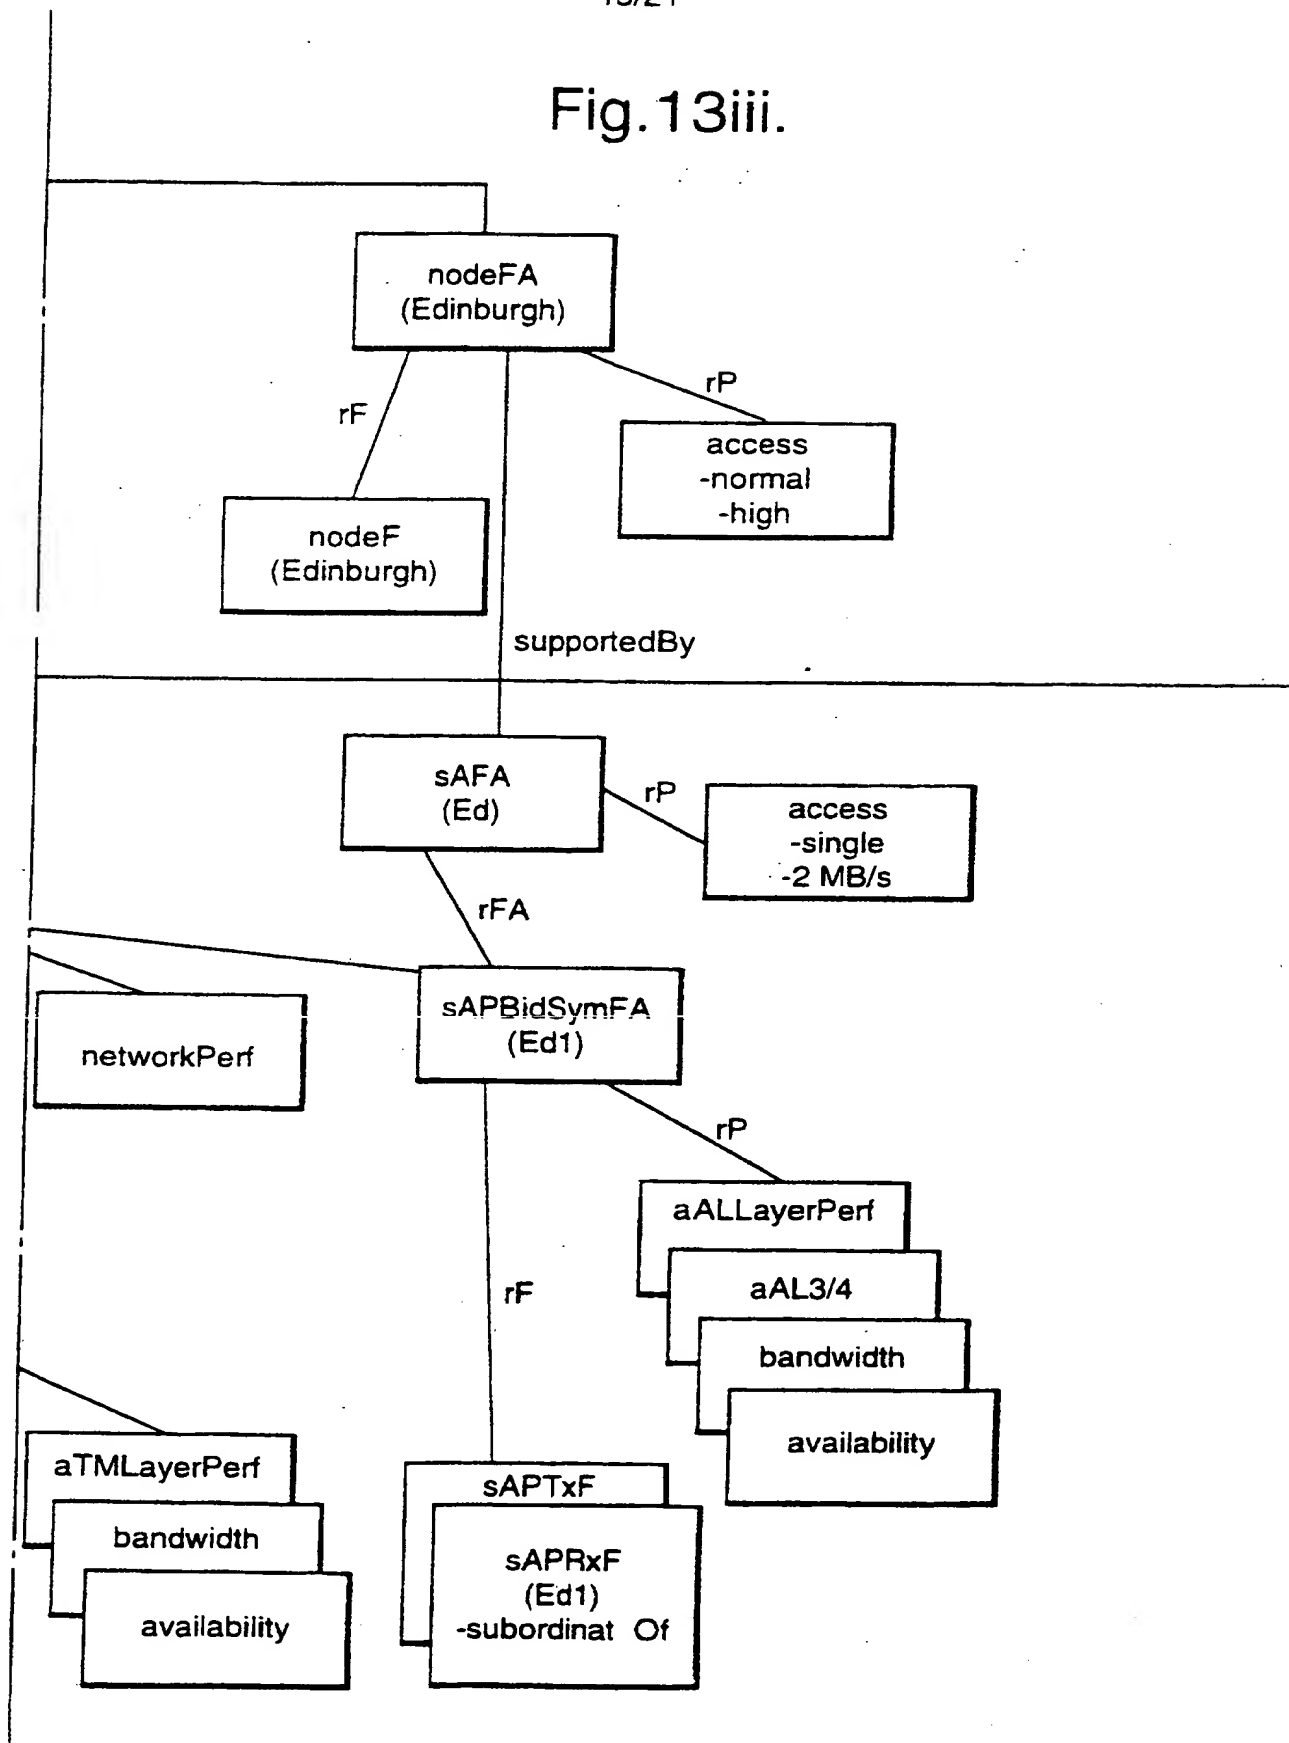 Fig.13iii.
nodeFA
(Edinburgh)
rP
rF
access
-normal
-high
nodeF
(Edinburgh)
supportedBy
sAFA
(Ed)
rP
access
-single
-2 MB/s
rFA
sAPBidSymFA
(Ed1)
networkPerf
rP
aALLayerPerf
aAL3/4
rF
bandwidth
availability
aTMLayerPerf
bandwidth
availability
sAPTxF
sAPRxF
(Ed1)
-subordinat Of